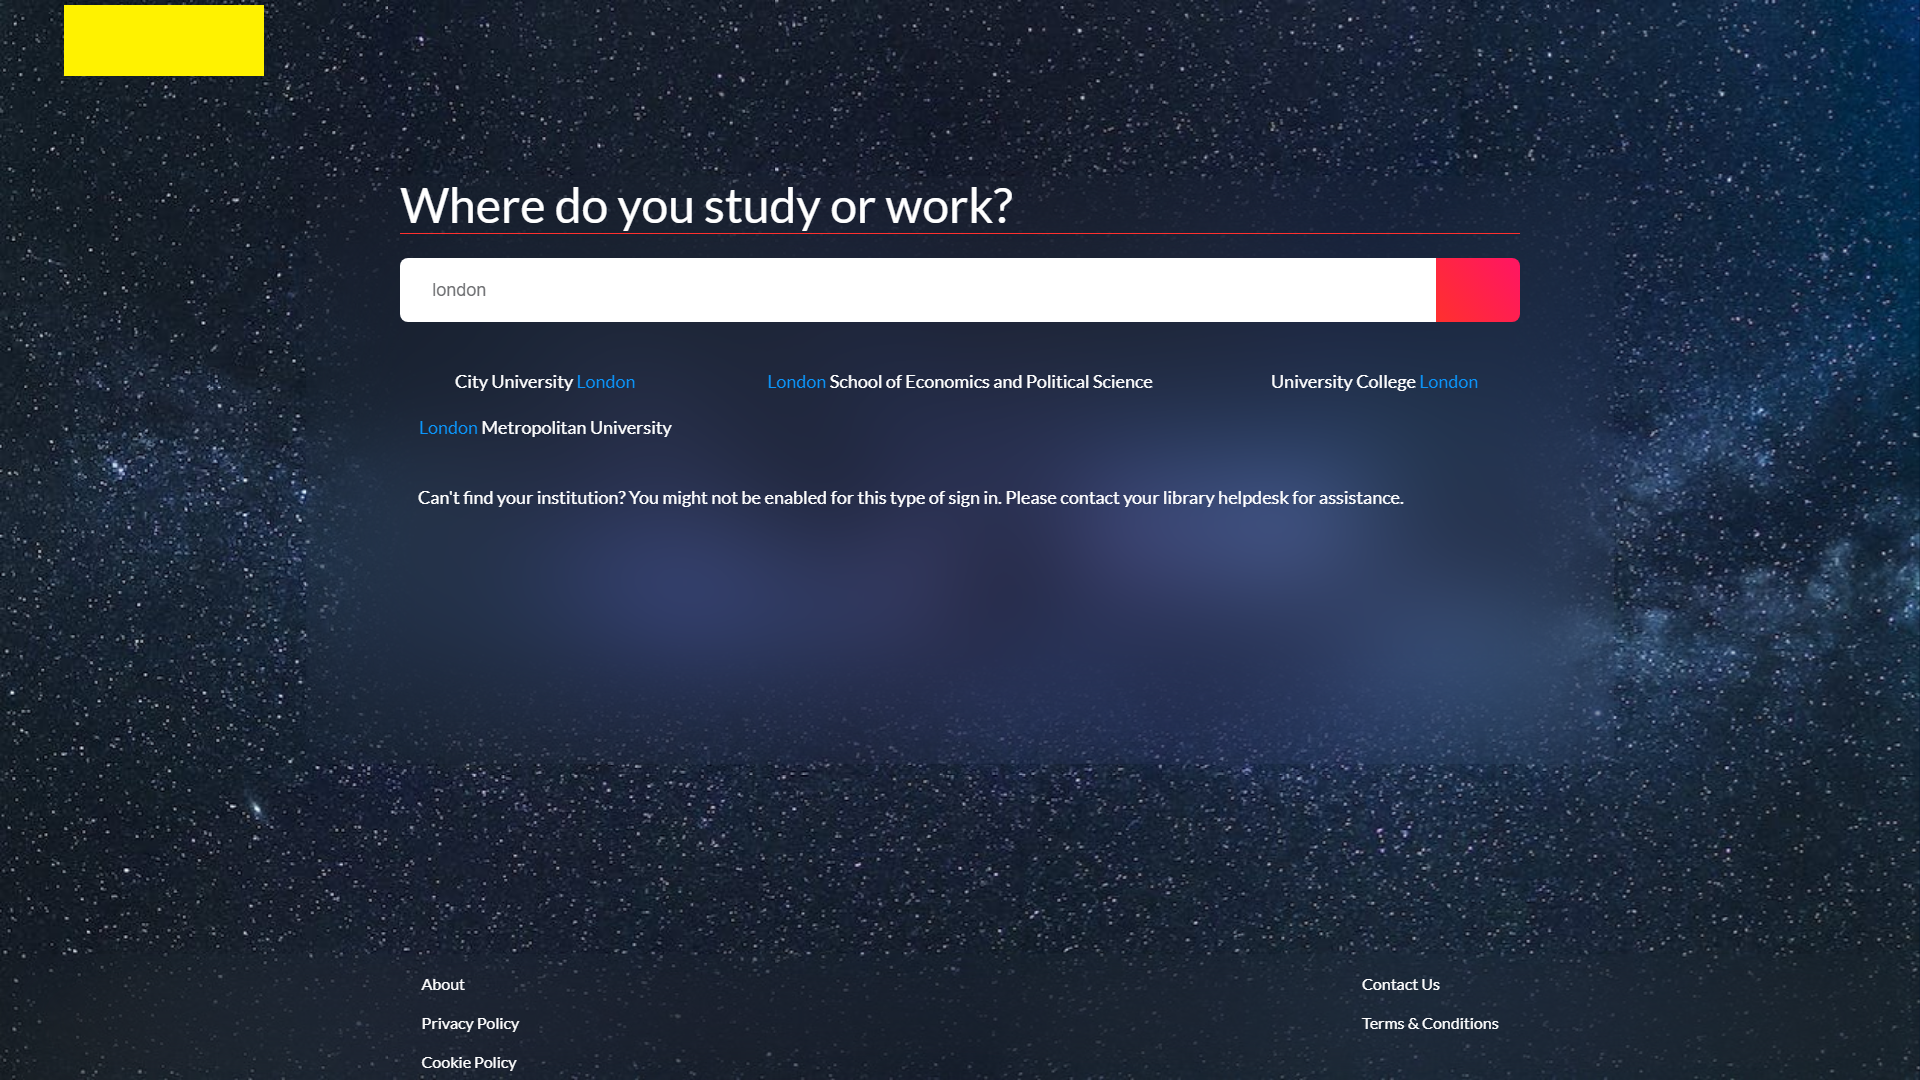 Where do you study or work?
london
City University London
London School of Economics and Political Science
University College London
London Metropolitan University
Can't find your institution? You might not be enabled for this type of sign in. Please contact your library helpdesk for assistance.
About
Contact Us
Privacy Policy
Terms & Conditions
Cookie Policy